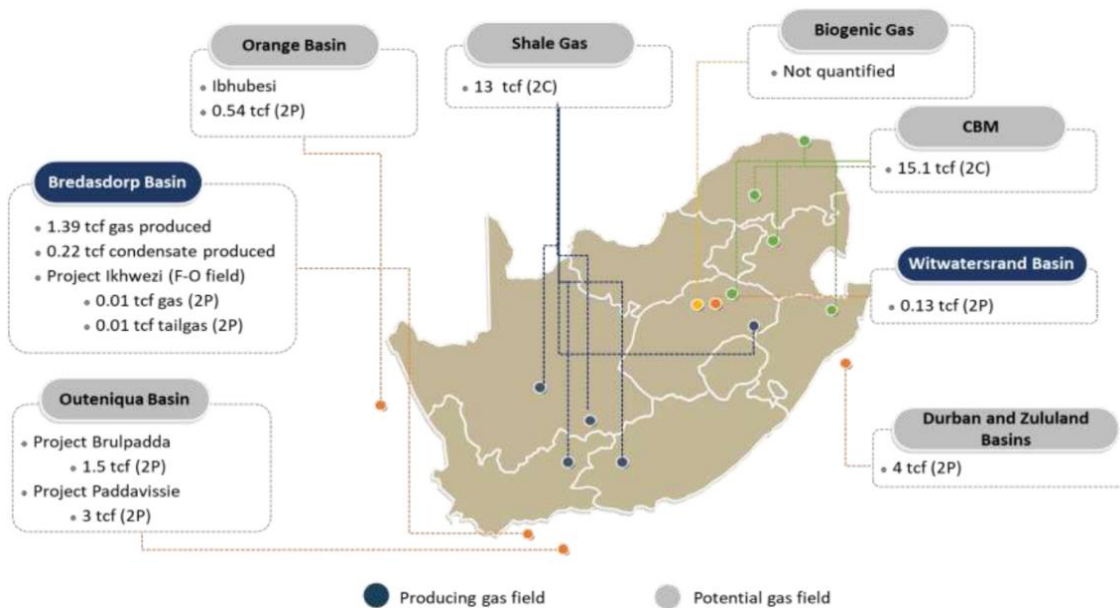 Orange Basin
• Ibhubesi
• 0.54 tcf (2P)
Shale Gas
• 13 tcf (2C)
Biogenic Gas
• Not quantified
CBM
• 15.1 tcf (2C)
Bredasdorp Basin
• 1.39 tcf gas produced
• 0.22 tcf condensate produced
• Project Ikhwezi (F-O field)
• 0.01 tcf gas (2P)
• 0.01 tcf tailgas (2P)
Witwatersrand Basin
• 0.13 tcf (2P)
Outeniqua Basin
• Project Brulpadda
• 1.5 tcf (2P)
• Project Paddavissie
• 3 tcf (2P)
Durban and Zululand
Basins
• 4 tcf (2P)
Producing gas field
Potential gas field